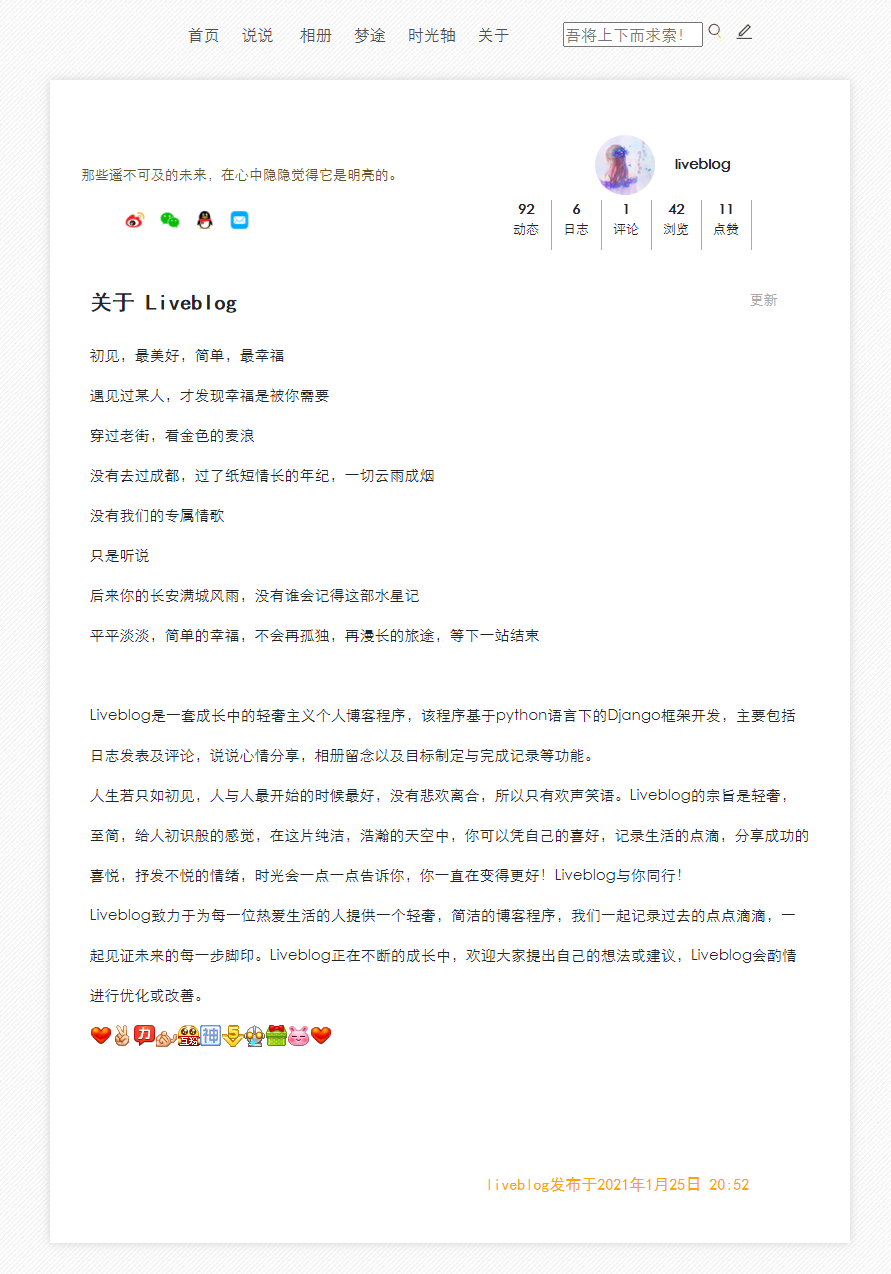 首页 说说 相册 梦途 时光轴 关于 吾将上下而求索!
liveblog
那些遥不可及的未来，在心中隐隐觉得它是明亮的。
92 6 1 42 11
动态 日志 评论 浏览 点赞
关于 Liveblog 更新
初见，最美好，简单，最幸福
遇见过某人，才发现幸福是被你需要
穿过老街，看金色的麦浪
没有去过成都，过了纸短情长的年纪，一切云雨成烟
没有我们的专属情歌
只是听说
后来你的长安满城风雨，没有谁会记得这部水星记
平平淡淡，简单的幸福，不会再孤独，再漫长的旅途，等下一站结束
Liveblog是一套成长中的轻奢主义个人博客程序，该程序基于python语言下的Django框架开发，主要包括
日志发表及评论，说说心情分享，相册留念以及目标制定与完成记录等功能。
人生若只如初见，人与人最开始的时候最好，没有悲欢离合，所以只有欢声笑语。Liveblog的宗旨是轻奢，
至简，给人初识般的感觉，在这片纯洁，浩瀚的天空中，你可以凭自己的喜好，记录生活的点滴，分享成功的
喜悦，抒发不悦的情绪，时光会一点一点告诉你，你一直在变得更好！Liveblog与你同行！
Liveblog致力于为每一位热爱生活的人提供一个轻奢，简洁的博客程序，我们一起记录过去的点点滴滴，一
起见证未来的每一步脚印。Liveblog正在不断的成长中，欢迎大家提出自己的想法或建议，Liveblog会酌情
进行优化或改善。
力 互粉 神 5
liveblog发布于2021年1月25日 20:52